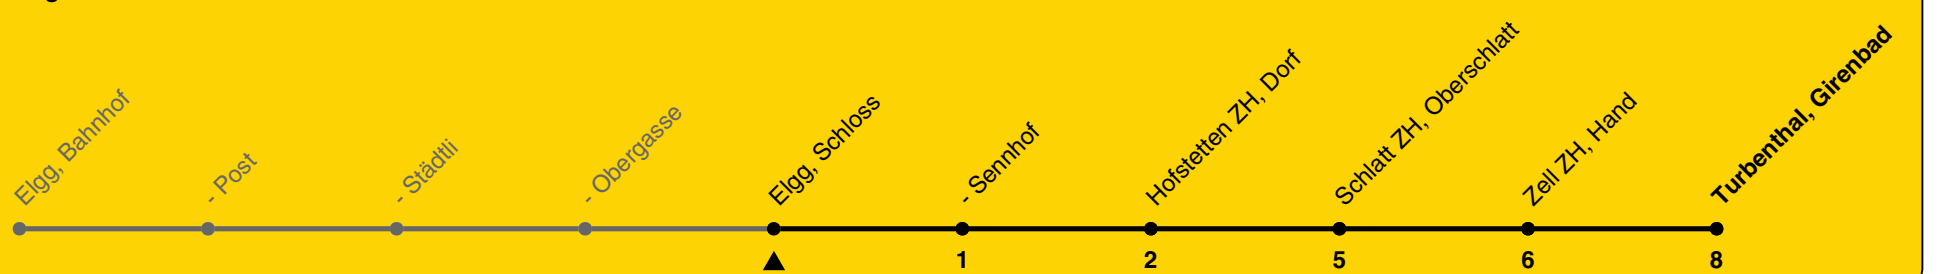 Elgg, Bahnhof
- Post
- Städtli
- Obergasse
Elgg, Schloss
- Sennhof
Hofstetten ZH, Dorf
Schlatt ZH, Oberschlatt
Zell ZH, Hand
Turbenthal, Girenbad
1
2
5
6
8